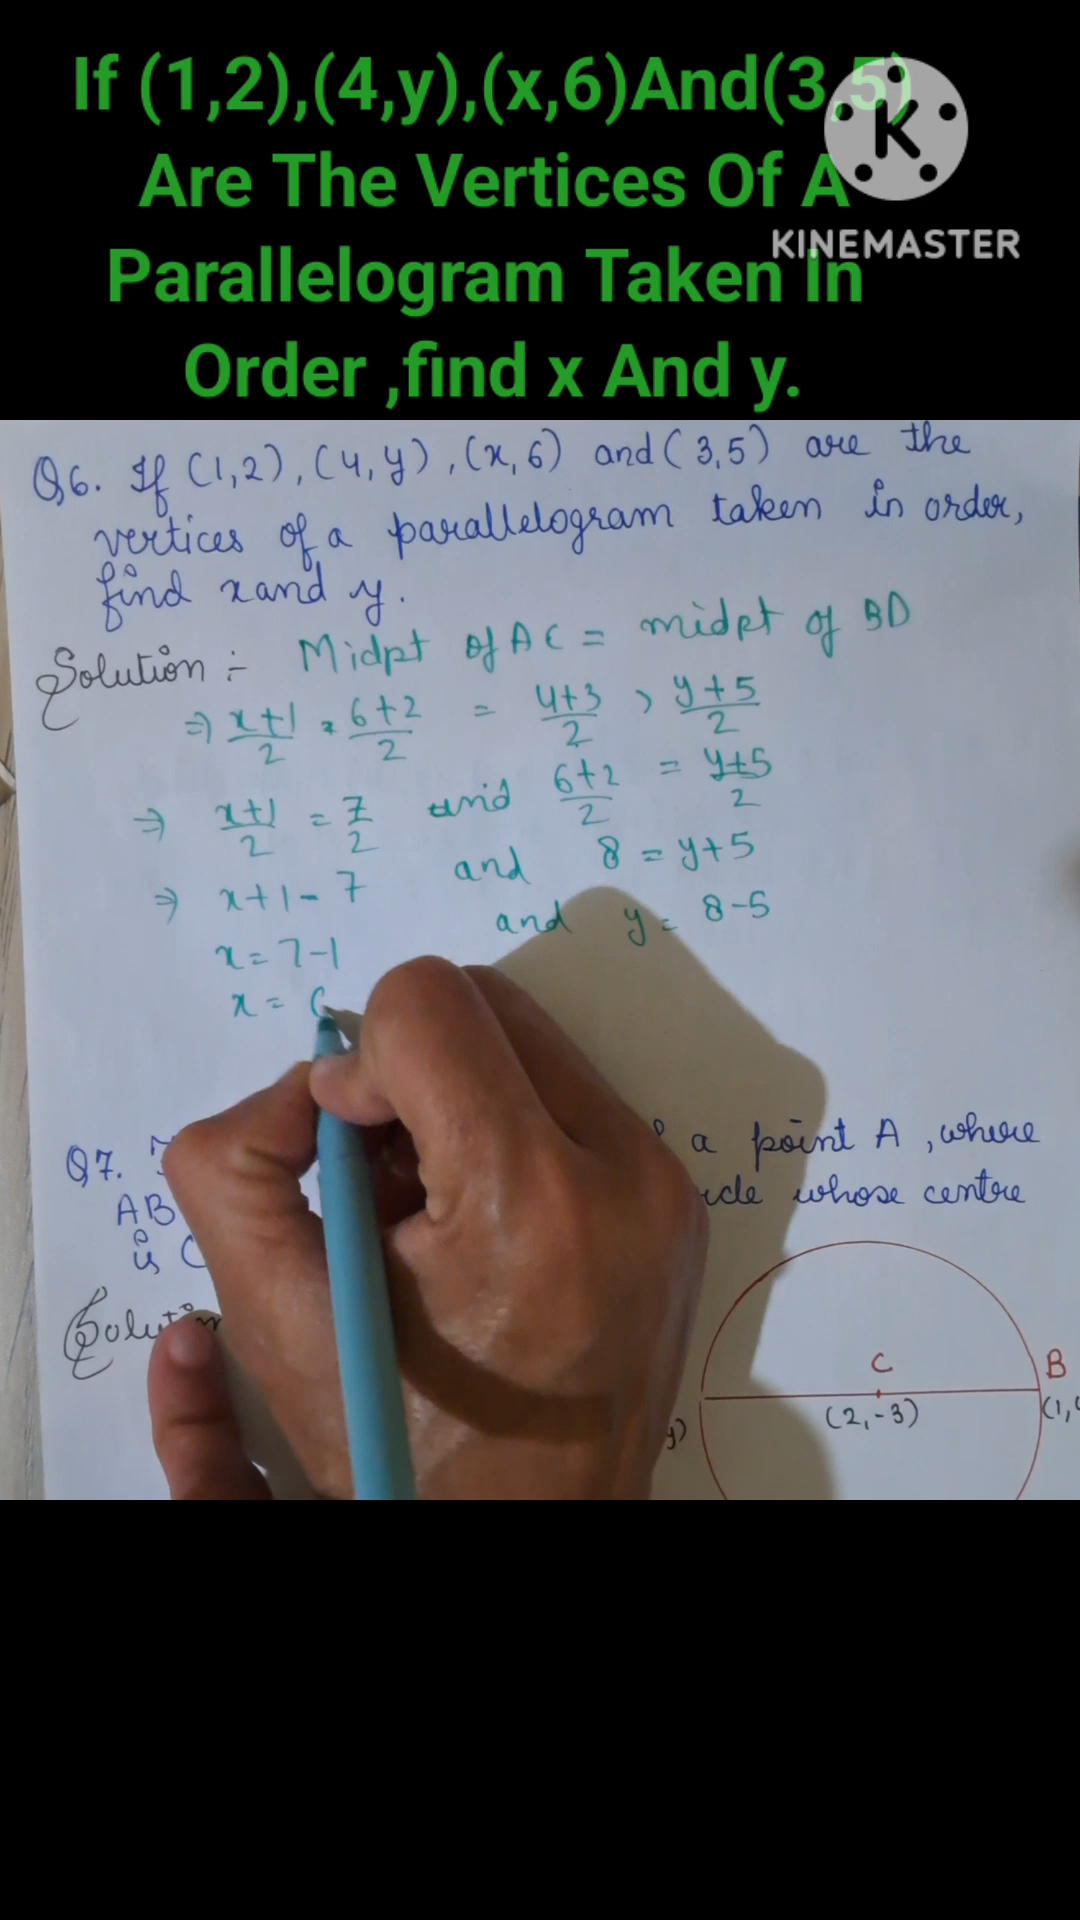 If (1,2),(4,y),(x,6)And(3,5)
Are The Vertices Of A
Parallelogram Taken In
Order ,find x And y.
K
KINEMASTER
Q6. If (1,2), (4,y), (x,6) and (3,5) are the
vertices of a parallelogram taken in order,
find x and y.
Solution :- Midpt of AC = midpt of BD
⇒ x+1/2 , 6+2/2 = 4+3/2 , y+5/2
⇒ x+1/2 = 7/2 and 6+2/2 = y+5/2
⇒ x+1 = 7 and 8 = y+5
x = 7-1 and y = 8-5
x =
Q7. a point A , where
AB whose centre
is
Solution
C
B
(2,-3)
(1,
y)